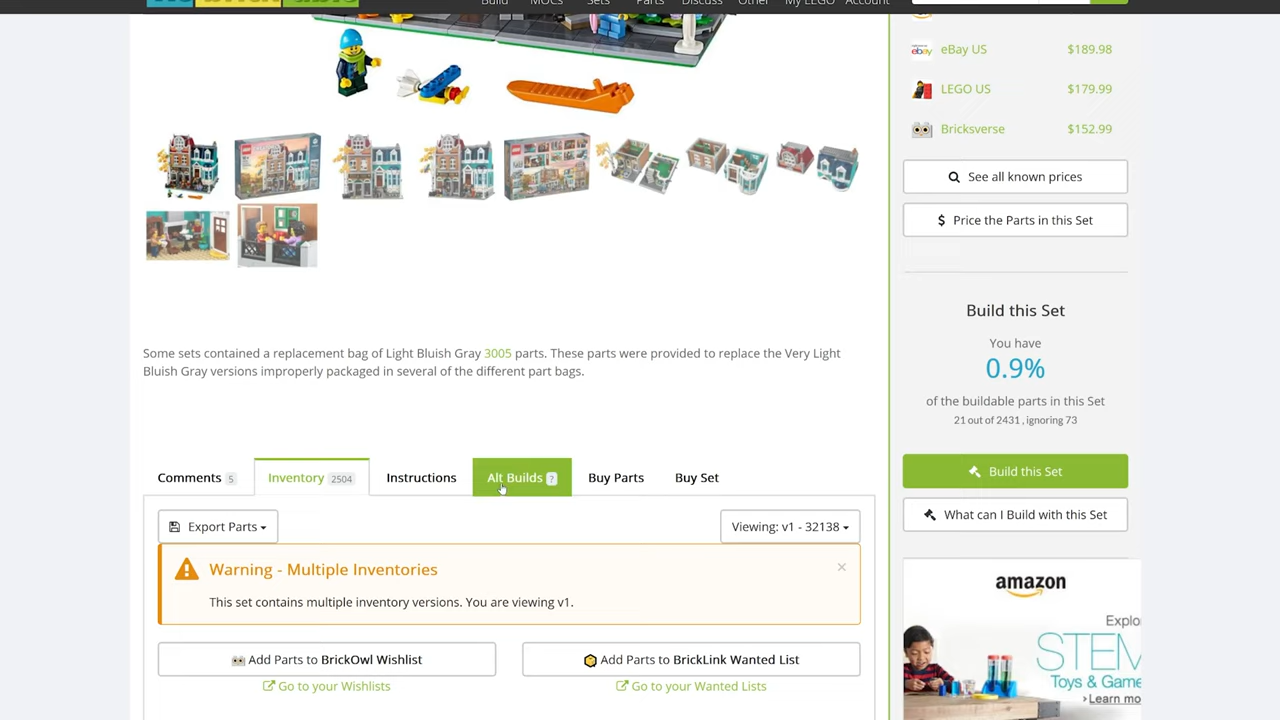 Build MOCs Sets Parts Discuss Other My LEGO Account
eBay US $189.98
LEGO US $179.99
Bricksverse $152.99
See all known prices
$ Price the Parts in this Set
Build this Set
You have
0.9%
of the buildable parts in this Set
21 out of 2431 , ignoring 73
Build this Set
What can I Build with this Set
Some sets contained a replacement bag of Light Bluish Gray 3005 parts. These parts were provided to replace the Very Light
Bluish Gray versions improperly packaged in several of the different part bags.
Comments 5 Inventory 2504 Instructions Alt Builds ? Buy Parts Buy Set
Export Parts Viewing: v1 - 32138
Warning - Multiple Inventories ×
This set contains multiple inventory versions. You are viewing v1.
Add Parts to BrickOwl Wishlist Add Parts to BrickLink Wanted List
Go to your Wishlists Go to your Wanted Lists
amazon
Explo
STEM
Toys & Game
Learn mo